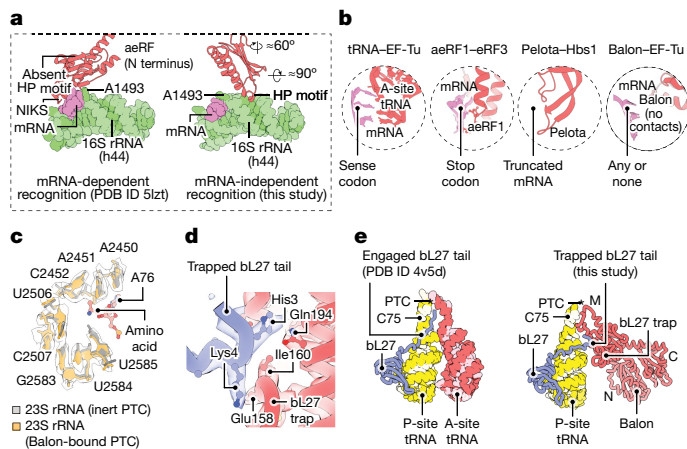 a
aeRF
(N terminus)
Absent
HP motif
NIKS
mRNA
A1493
16S rRNA
(h44)
mRNA-dependent
recognition (PDB ID 5lzt)
≈60°
≈90°
A1493
HP motif
mRNA
16S rRNA
(h44)
mRNA-independent
recognition (this study)
b
tRNA–EF-Tu
A-site
tRNA
mRNA
Sense
codon
aeRF1–eRF3
mRNA
aeRF1
Stop
codon
Pelota–Hbs1
Pelota
Truncated
mRNA
Balon–EF-Tu
mRNA
Balon
(no
contacts)
Any or
none
c
A2450
A2451
C2452
U2506
A76
Amino
acid
C2507
U2585
G2583
U2584
23S rRNA (inert PTC)
23S rRNA
(Balon-bound PTC)
d
Trapped bL27 tail
His3
Gln194
Lys4
Ile160
Glu158
bL27
trap
e
Engaged bL27 tail
(PDB ID 4v5d)
PTC
C75
bL27
P-site
tRNA
A-site
tRNA
Trapped bL27 tail
(this study)
PTC
M
C75
bL27 trap
bL27
C
N
P-site
tRNA
Balon